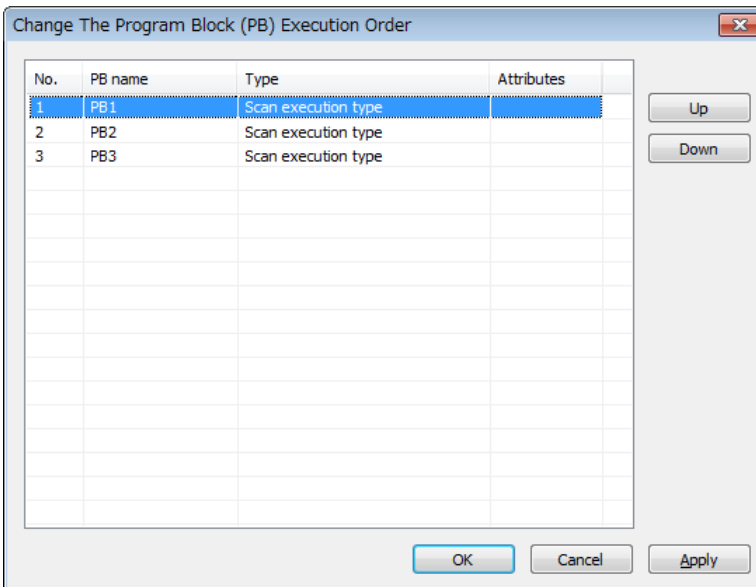 Change The Program Block (PB) Execution Order
No. PB name Type Attributes
1 PB1 Scan execution type
2 PB2 Scan execution type
3 PB3 Scan execution type
Up
Down
OK Cancel Apply